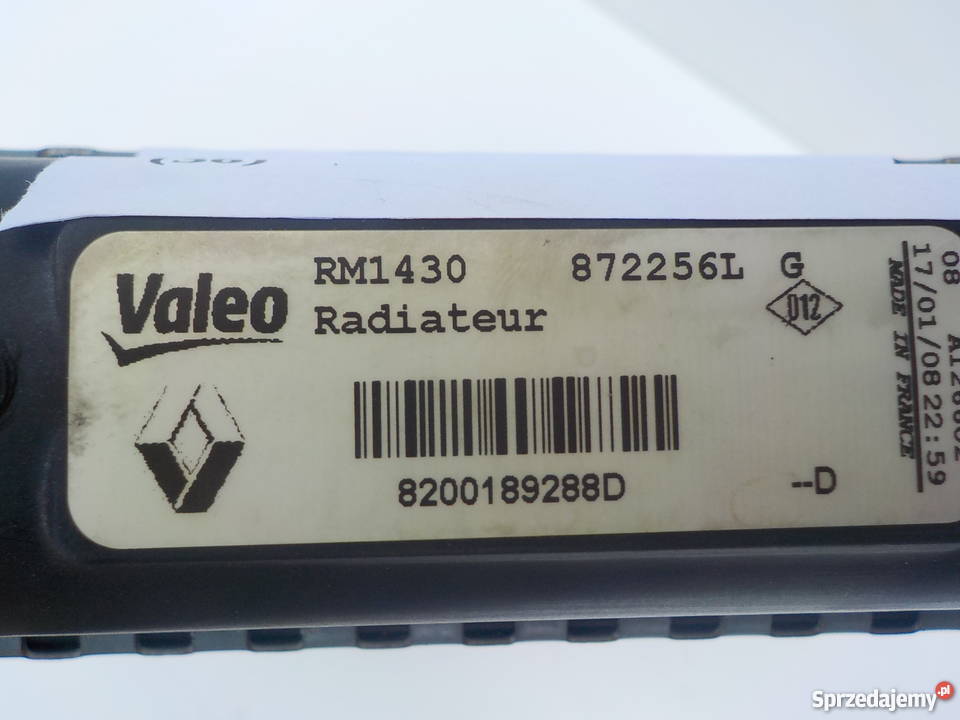 Valeo
RM1430 872256L G
Radiateur
D12
8200189288D
--D
08
17/01/08 22:59
MADE IN FRANCE
Sprzedajemy.pl